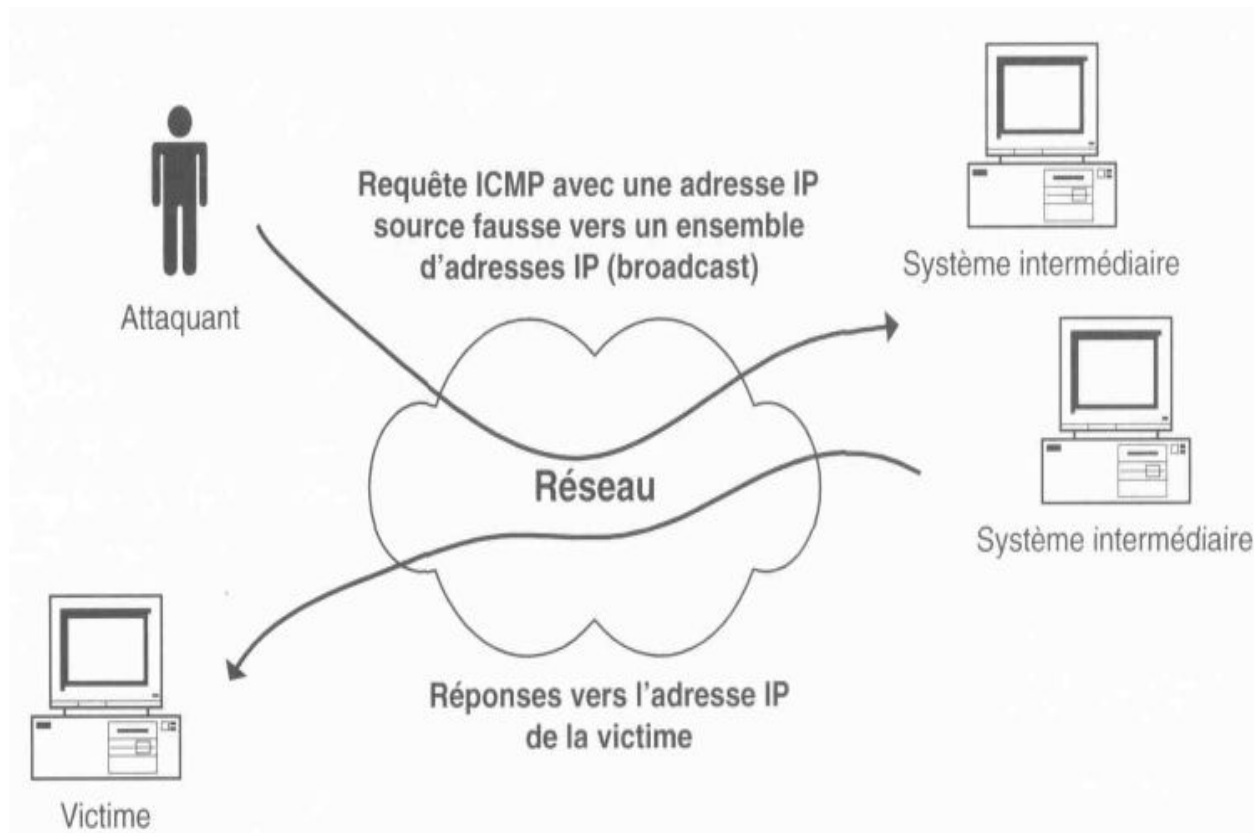 Requête ICMP avec une adresse IP
source fausse vers un ensemble
d'adresses IP (broadcast)
Système intermédiaire
Attaquant
Réseau
Système intermédiaire
Réponses vers l'adresse IP
de la victime
Victime